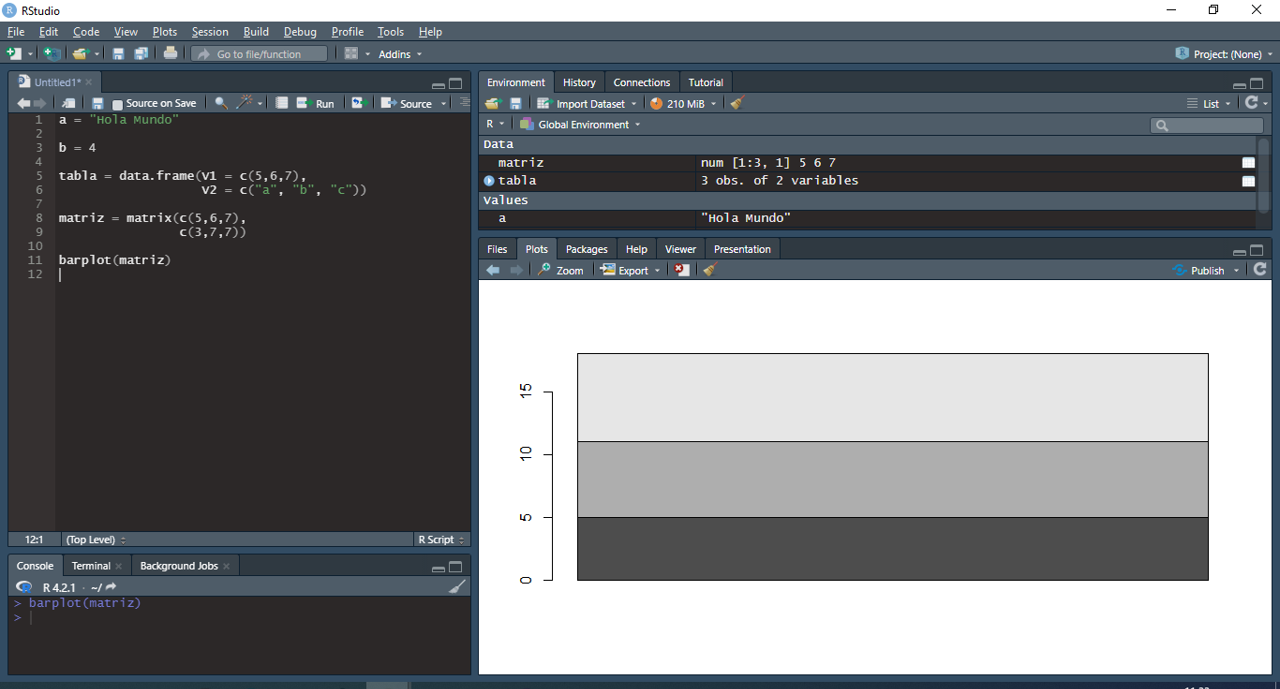 RStudio
File Edit Code View Plots Session Build Debug Profile Tools Help
Go to file/function Addins Project: (None)
Untitled1*
Source on Save Run Source
1 a = "Hola Mundo"
2
3 b = 4
4
5 tabla = data.frame(V1 = c(5,6,7),
6 V2 = c("a", "b", "c"))
7
8 matriz = matrix(c(5,6,7),
9 c(3,7,7))
10
11 barplot(matriz)
12
12:1 (Top Level) R Script
Console Terminal Background Jobs
R 4.2.1 · ~/
> barplot(matriz)
>
Environment History Connections Tutorial
Import Dataset 210 MiB List
R Global Environment
Data
matriz num [1:3, 1] 5 6 7
tabla 3 obs. of 2 variables
Values
a "Hola Mundo"
Files Plots Packages Help Viewer Presentation
Zoom Export Publish
15
10
5
0